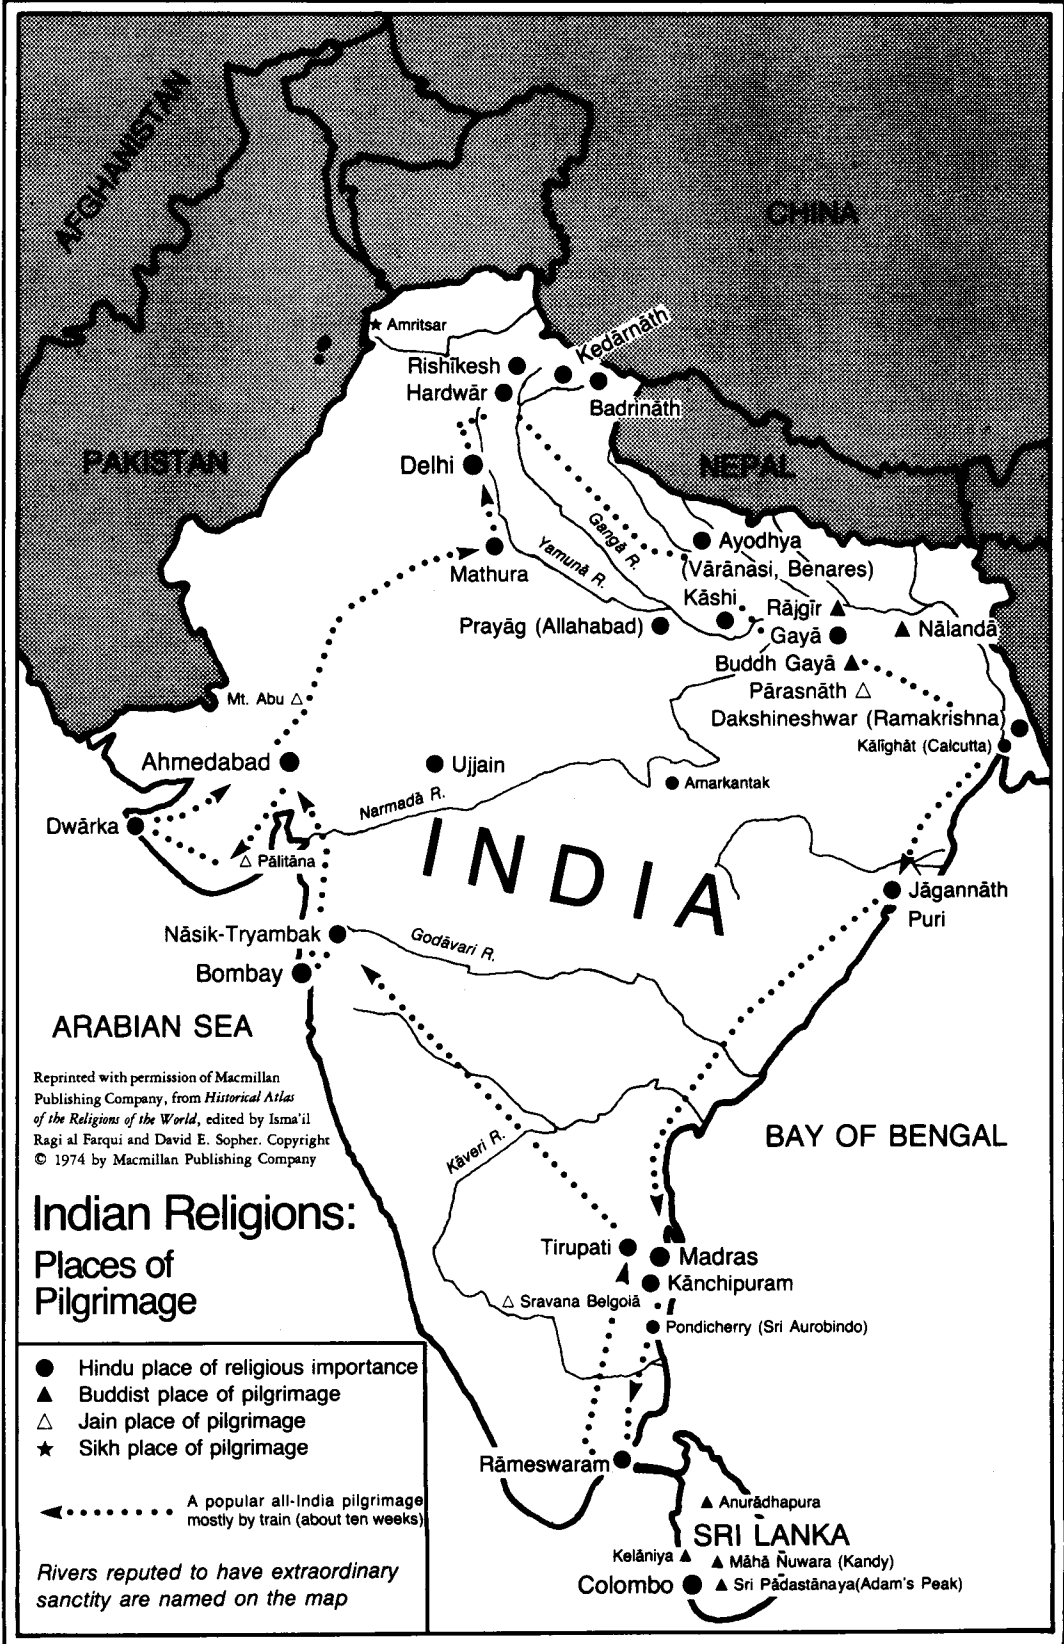 AFGHANISTAN
CHINA
Amritsar
Kedārnāth
Rishīkesh
Hardwār
Badrināth
PAKISTAN
Delhi
NEPAL
Gangā R.
Ayodhya
Yamunā R.
(Vārānasi, Benares)
Mathura
Kāshi
Rājgīr
Prayāg (Allahabad)
Gayā
Nālandā
Buddh Gayā
Mt. Abu
Pārasnāth
Dakshineshwar (Ramakrishna)
Kālīghāt (Calcutta)
Ahmedabad
Ujjain
Amarkantak
Narmadā R.
Dwārka
INDIA
Pālitāna
Jāgannāth
Puri
Nāsik-Tryambak
Godāvari R.
Bombay
ARABIAN SEA
Reprinted with permission of Macmillan
Publishing Company, from Historical Atlas
of the Religions of the World, edited by Isma'il
Ragi al Farqui and David E. Sopher. Copyright
© 1974 by Macmillan Publishing Company
BAY OF BENGAL
Kāveri R.
Indian Religions:
Places of
Pilgrimage
Tirupati
Madras
Kānchipuram
Sravana Belgoiā
Pondicherry (Sri Aurobindo)
Hindu place of religious importance
Buddist place of pilgrimage
Jain place of pilgrimage
Sikh place of pilgrimage
A popular all-India pilgrimage
mostly by train (about ten weeks)
Rivers reputed to have extraordinary
sanctity are named on the map
Rāmeswaram
Anurādhapura
SRI LANKA
Kelāniya
Māhā Nuwara (Kandy)
Colombo
Sri Pādastānaya(Adam's Peak)